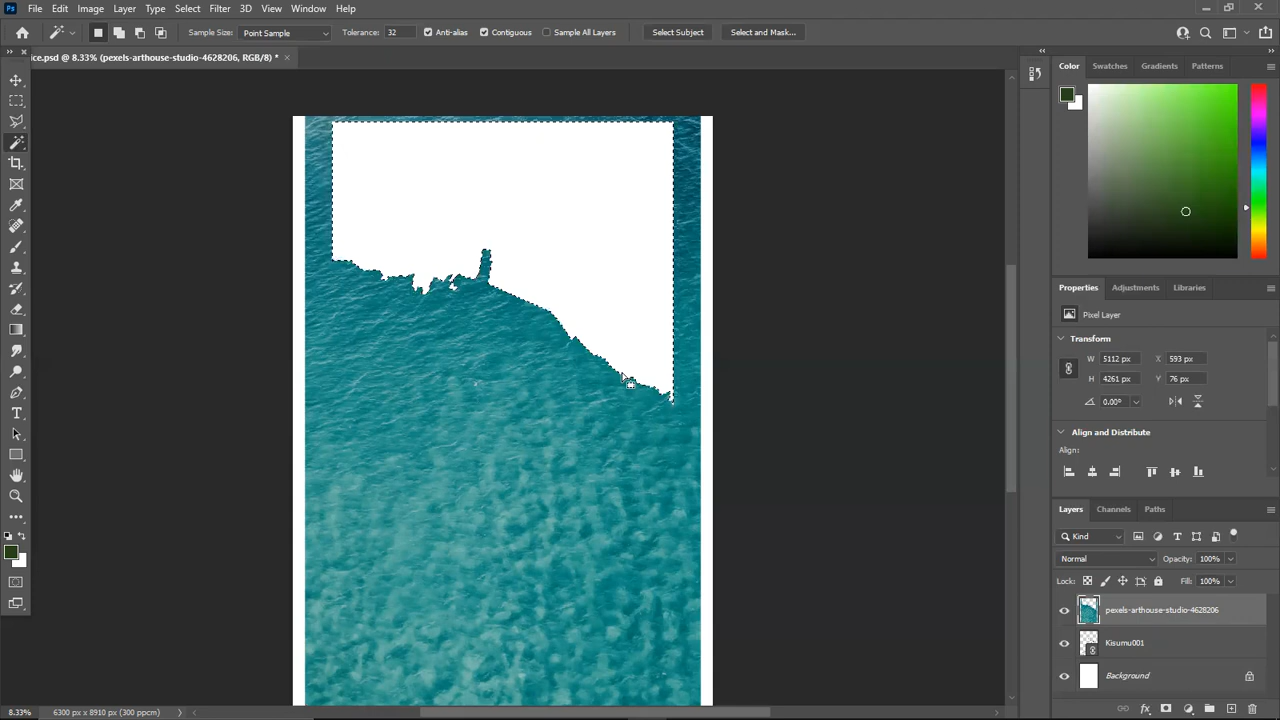 Ps File Edit Image Layer Type Select Filter 3D View Window Help
Sample Size: Point Sample Tolerance: 32 Anti-alias Contiguous Sample All Layers Select Subject Select and Mask...
ice.psd @ 8.33% (pexels-arthouse-studio-4628206, RGB/8) * ×
Color Swatches Gradients Patterns
Properties Adjustments Libraries
Pixel Layer
Transform
W 5112 px X 593 px
H 4261 px Y 76 px
0.00°
Align and Distribute
Align:
Layers Channels Paths
Kind
Normal Opacity: 100%
Lock: Fill: 100%
pexels-arthouse-studio-4628206
Kisumu001
Background
8.33% 6300 px x 8910 px (300 ppcm)